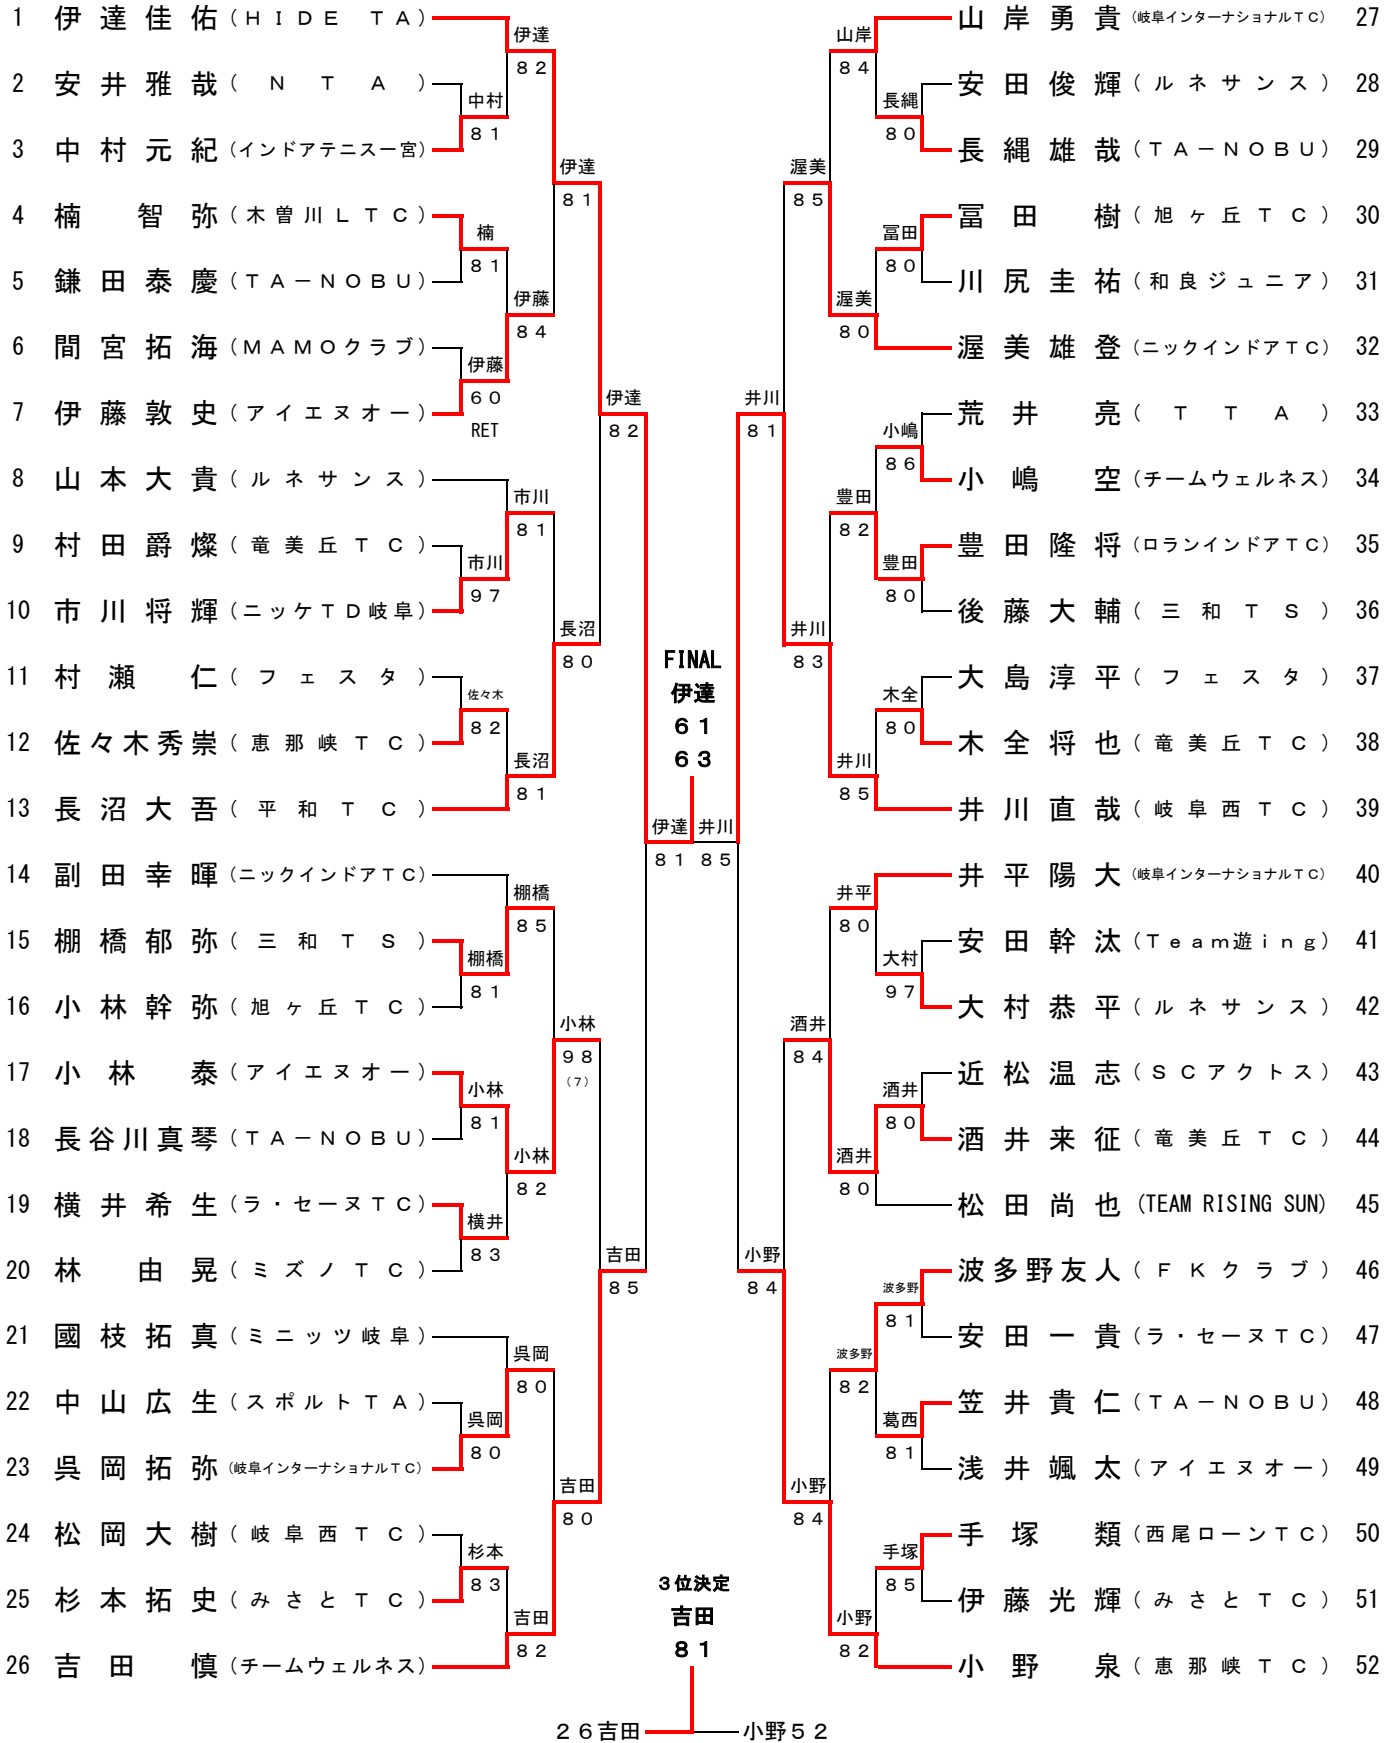 1 伊達佳佑 (HIDE TA)
2 安井雅哉 (NTA)
3 中村元紀 (インドアテニス一宮)
4 楠智弥 (木曽川LTC)
5 鎌田泰慶 (TA－NOBU)
6 間宮拓海 (MAMOクラブ)
7 伊藤敦史 (アイエヌオー)
8 山本大貴 (ルネサンス)
9 村田爵燦 (竜美丘TC)
10 市川将輝 (ニッケTD岐阜)
11 村瀬仁 (フェスタ)
12 佐々木秀崇 (恵那峡TC)
13 長沼大吾 (平和TC)
14 副田幸暉 (ニックインドアTC)
15 棚橋郁弥 (三和TS)
16 小林幹弥 (旭ヶ丘TC)
17 小林泰 (アイエヌオー)
18 長谷川真琴 (TA－NOBU)
19 横井希生 (ラ・セーヌTC)
20 林由晃 (ミズノTC)
21 國枝拓真 (ミニッツ岐阜)
22 中山広生 (スポルトTA)
23 呉岡拓弥 (岐阜インターナショナルTC)
24 松岡大樹 (岐阜西TC)
25 杉本拓史 (みさとTC)
26 吉田慎 (チームウェルネス)
中村
81
楠
81
伊藤
60
RET
市川
97
佐々木
82
棚橋
81
小林
81
横井
83
呉岡
80
杉本
83
伊達
82
伊藤
84
市川
81
長沼
81
棚橋
85
小林
82
呉岡
80
吉田
82
伊達
81
長沼
80
小林
98
(7)
吉田
80
伊達
82
吉田
85
伊達
81
FINAL
伊達
61
63
井川
85
井川
81
小野
84
渥美
85
井川
83
酒井
84
小野
84
山岸
84
渥美
80
豊田
82
井川
85
井平
80
酒井
80
波多野
82
小野
82
長縄
80
冨田
80
小嶋
86
豊田
80
木全
80
大村
97
酒井
80
波多野
81
葛西
81
手塚
85
山岸勇貴 (岐阜インターナショナルTC) 27
安田俊輝 (ルネサンス) 28
長縄雄哉 (TA－NOBU) 29
冨田樹 (旭ヶ丘TC) 30
川尻圭祐 (和良ジュニア) 31
渥美雄登 (ニックインドアTC) 32
荒井亮 (TTA) 33
小嶋空 (チームウェルネス) 34
豊田隆将 (ロランインドアTC) 35
後藤大輔 (三和TS) 36
大島淳平 (フェスタ) 37
木全将也 (竜美丘TC) 38
井川直哉 (岐阜西TC) 39
井平陽大 (岐阜インターナショナルTC) 40
安田幹汰 (Team遊ing) 41
大村恭平 (ルネサンス) 42
近松温志 (SCアクトス) 43
酒井来征 (竜美丘TC) 44
松田尚也 (TEAM RISING SUN) 45
波多野友人 (FKクラブ) 46
安田一貴 (ラ・セーヌTC) 47
笠井貴仁 (TA－NOBU) 48
浅井颯太 (アイエヌオー) 49
手塚類 (西尾ローンTC) 50
伊藤光輝 (みさとTC) 51
小野泉 (恵那峡TC) 52
3位決定
吉田
81
26吉田 小野52